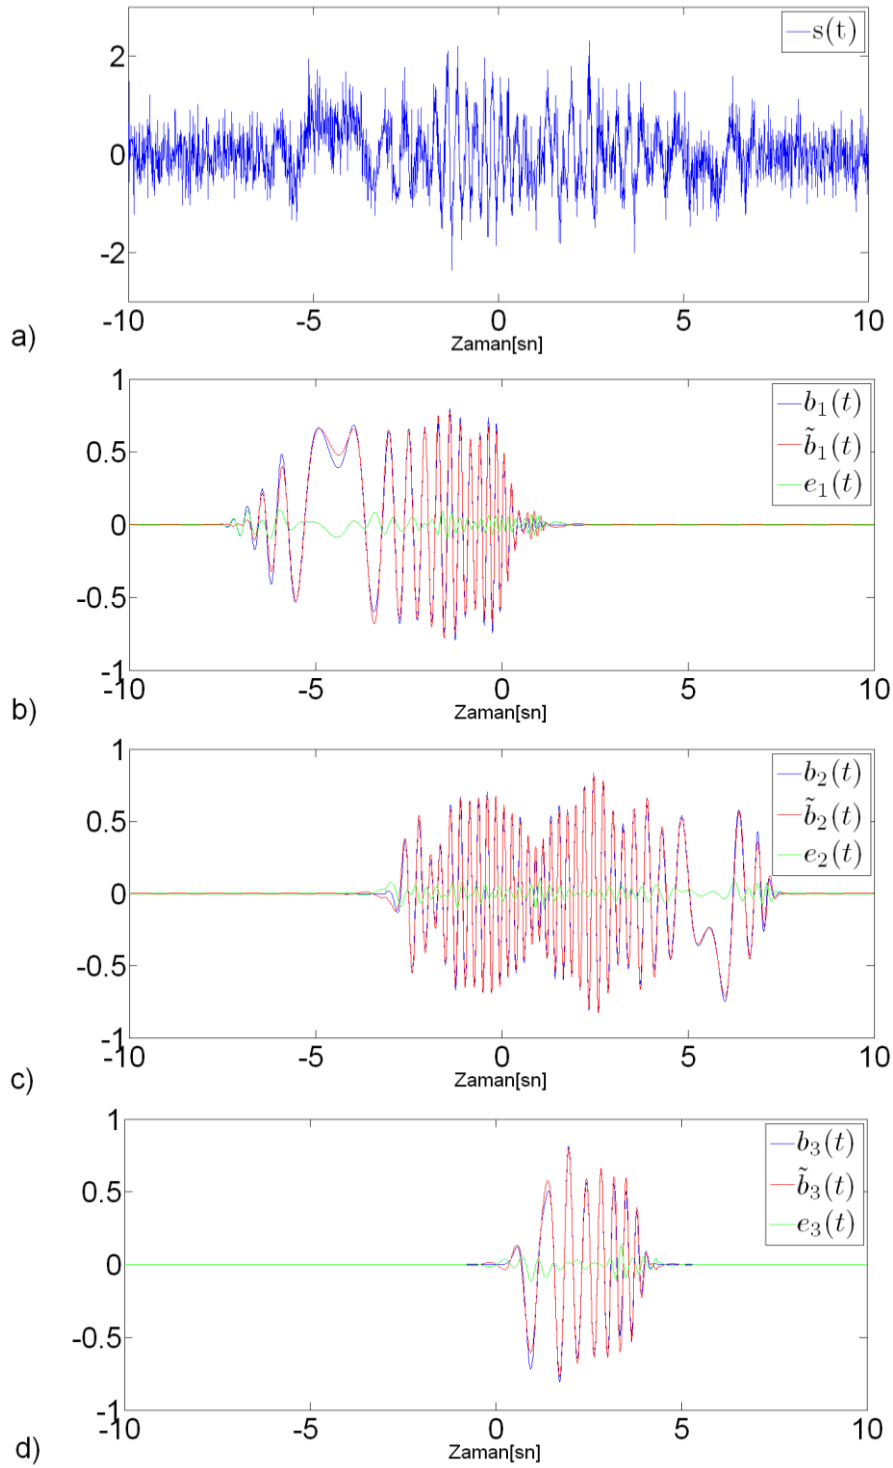 s(t)
2
0
-2
-10
-5
0
5
10
Zaman[sn]
a)
1
0.5
0
-0.5
-1
b₁(t)
b̃₁(t)
e₁(t)
-10
-5
0
5
10
Zaman[sn]
b)
1
0.5
0
-0.5
-1
b₂(t)
b̃₂(t)
e₂(t)
-10
-5
0
5
10
Zaman[sn]
c)
1
0.5
0
-0.5
-1
b₃(t)
b̃₃(t)
e₃(t)
-10
-5
0
5
10
Zaman[sn]
d)